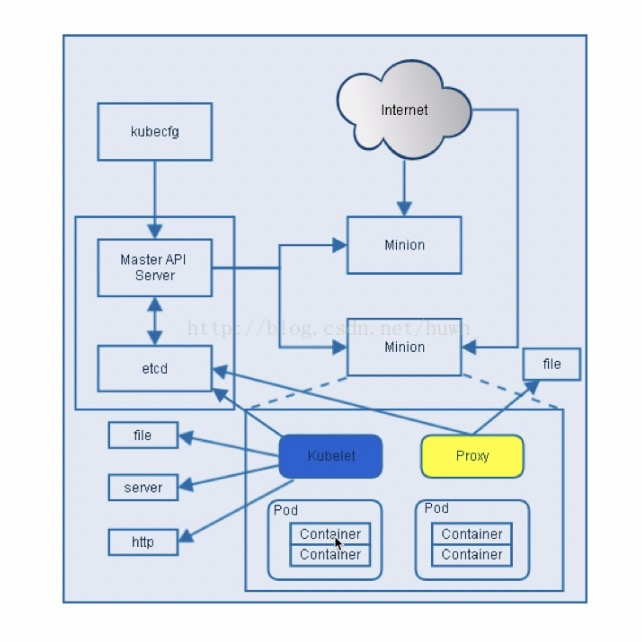 Internet
kubecfg
Minion
Master API
Server
http://blog.csdn.net/huwh_
Minion
etcd
file
file
Kubelet
Proxy
server
Pod
Container
Container
Pod
Container
Container
http